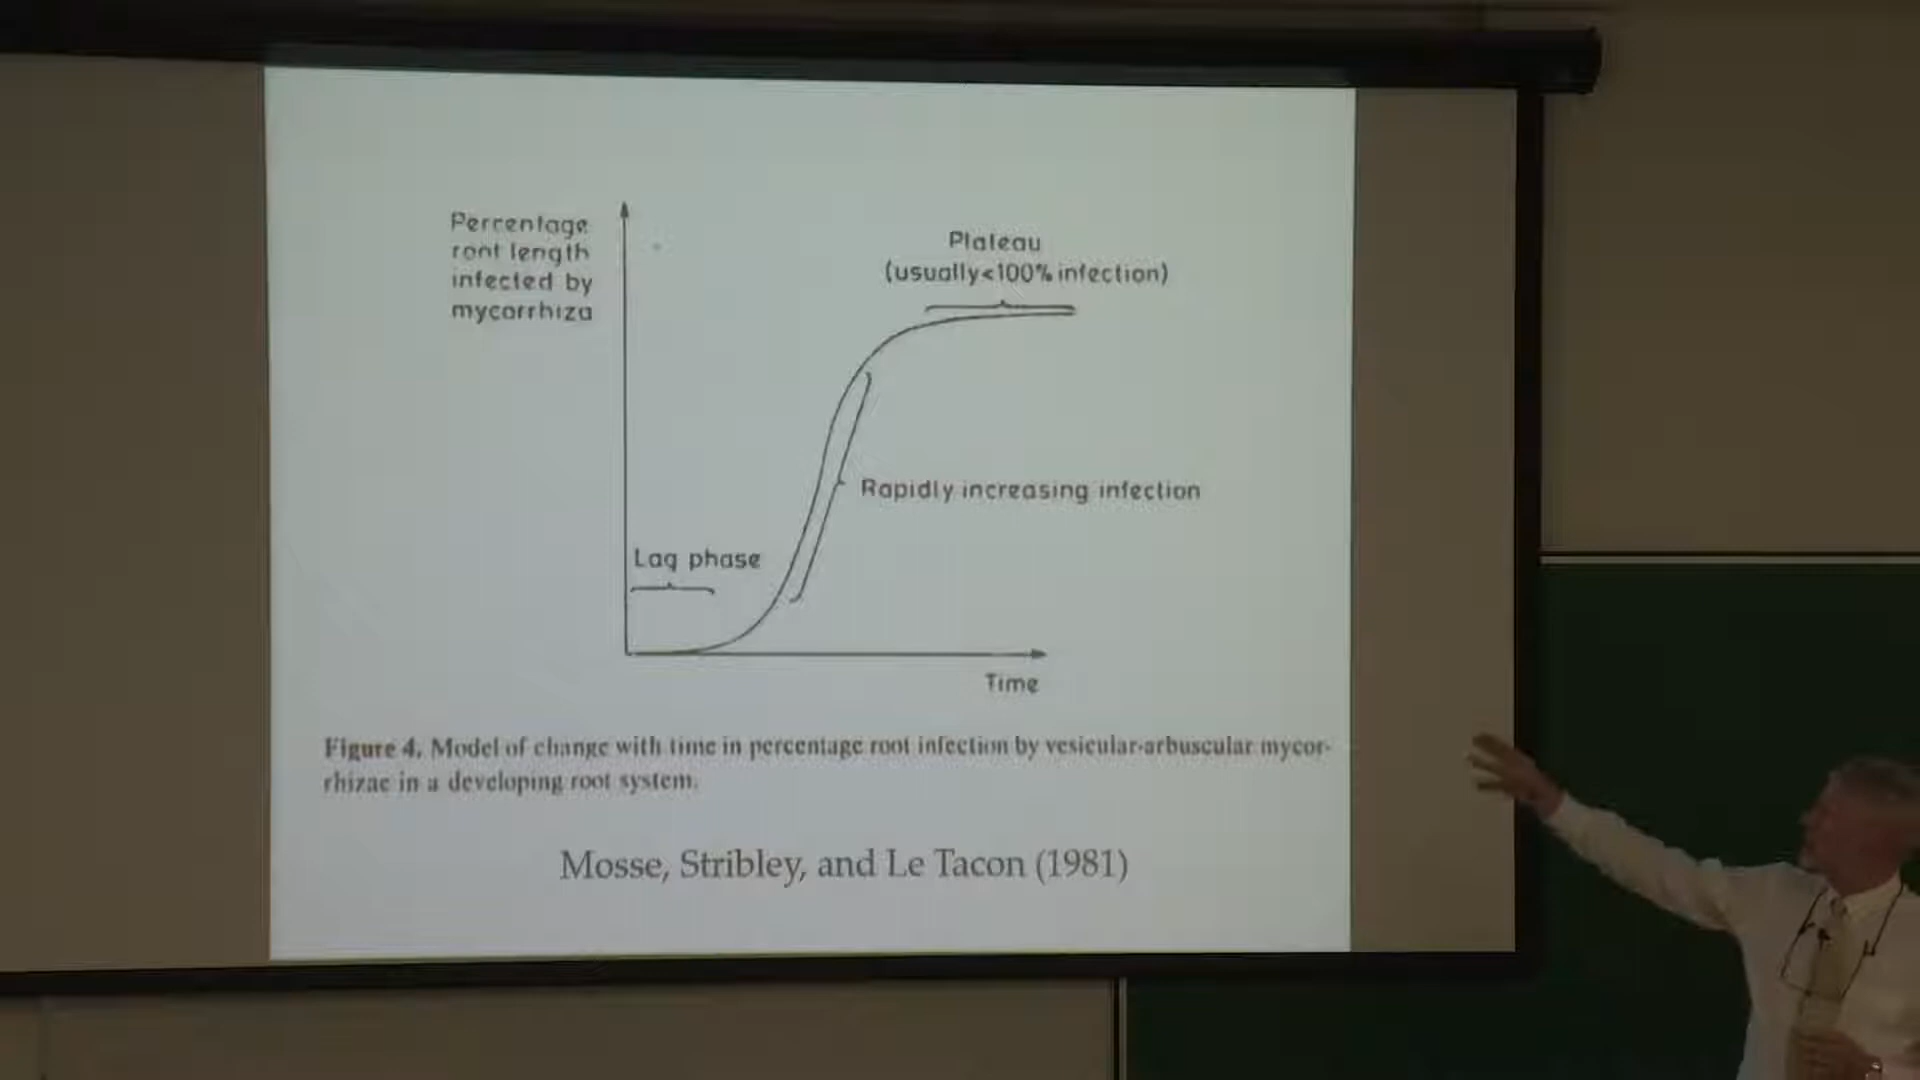 Percentage
root length
infected by
mycorrhiza
Plateau
(usually<100% infection)
Rapidly increasing infection
Lag phase
Time
Figure 4. Model of change with time in percentage root infection by vesicular-arbuscular mycor-
rhizae in a developing root system.
Mosse, Stribley, and Le Tacon (1981)